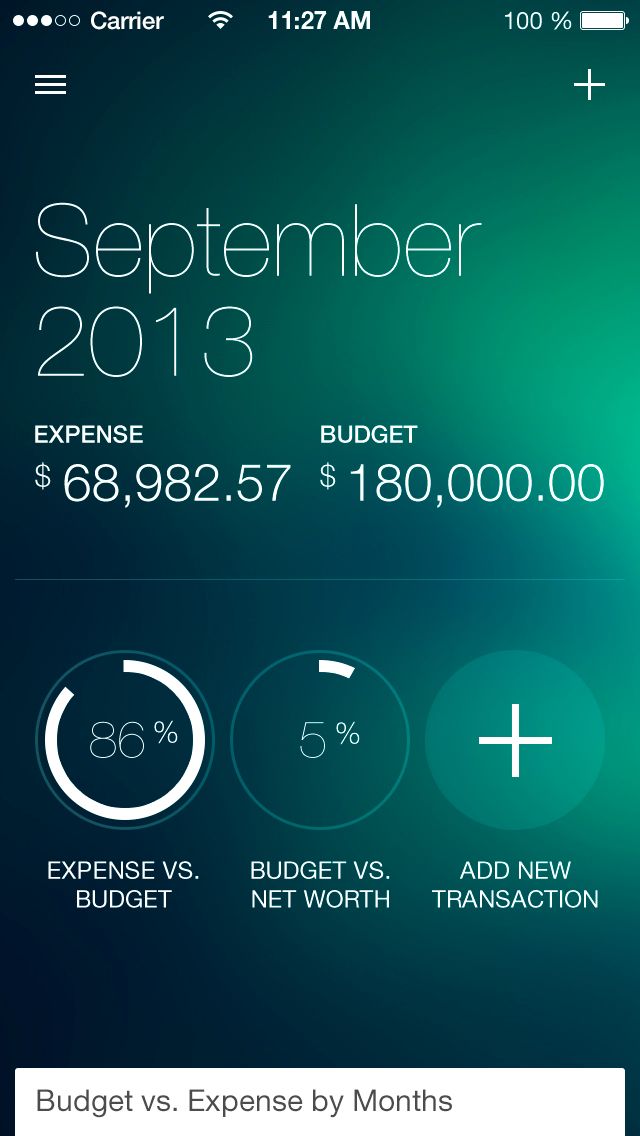 Carrier 11:27 AM 100 %
September
2013
EXPENSE BUDGET
$ 68,982.57 $ 180,000.00
86 % 5 %
EXPENSE VS. BUDGET VS. ADD NEW
BUDGET NET WORTH TRANSACTION
Budget vs. Expense by Months